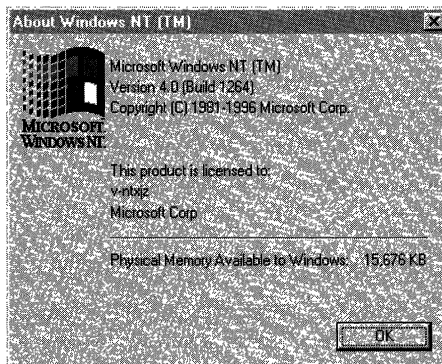 About Windows NT (TM)
Microsoft Windows NT (TM)
Version 4.0 (Build 1264)
Copyright (C) 1981-1996 Microsoft Corp.
MICROSOFT
WINDOWS NT.
This product is licensed to:
v-ntxjz
Microsoft Corp
Physical Memory Available to Windows: 15,676 KB
OK